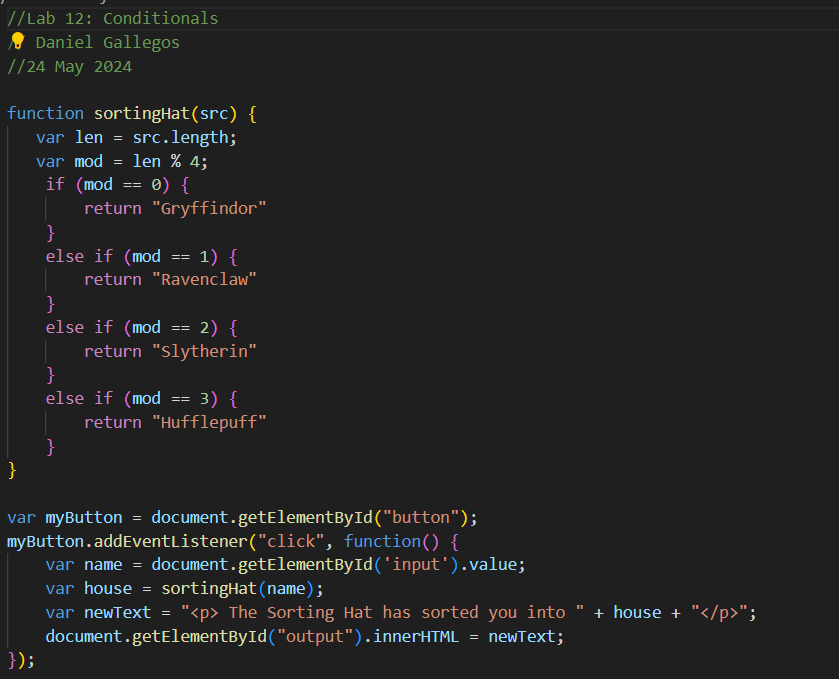 //Lab 12: Conditionals
// Daniel Gallegos
//24 May 2024
function sortingHat(src) {
var len = src.length;
var mod = len % 4;
if (mod == 0) {
return "Gryffindor"
}
else if (mod == 1) {
return "Ravenclaw"
}
else if (mod == 2) {
return "Slytherin"
}
else if (mod == 3) {
return "Hufflepuff"
}
}
var myButton = document.getElementById("button");
myButton.addEventListener("click", function() {
var name = document.getElementById('input').value;
var house = sortingHat(name);
var newText = "<p> The Sorting Hat has sorted you into " + house + "</p>";
document.getElementById("output").innerHTML = newText;
});